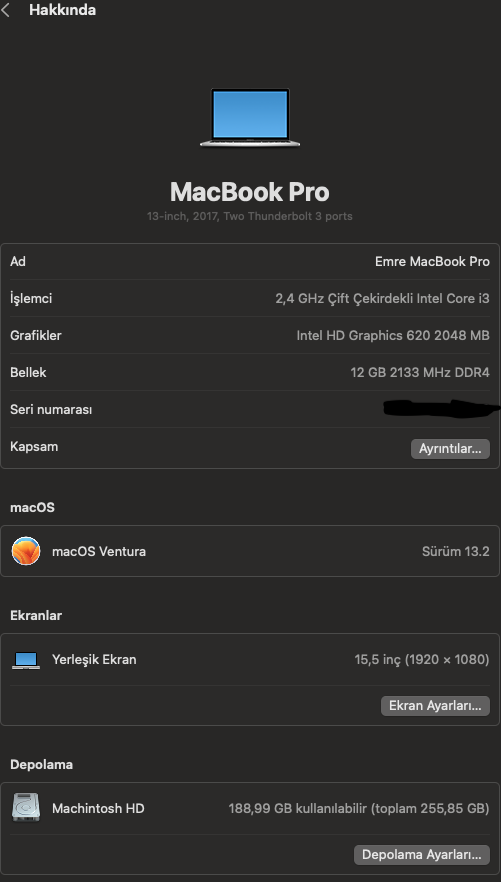 Hakkında
MacBook Pro
13-inch, 2017, Two Thunderbolt 3 ports
Ad Emre MacBook Pro
İşlemci 2,4 GHz Çift Çekirdekli Intel Core i3
Grafikler Intel HD Graphics 620 2048 MB
Bellek 12 GB 2133 MHz DDR4
Seri numarası
Kapsam Ayrıntılar...
macOS
macOS Ventura Sürüm 13.2
Ekranlar
Yerleşik Ekran 15,5 inç (1920 × 1080)
Ekran Ayarları...
Depolama
Machintosh HD 188,99 GB kullanılabilir (toplam 255,85 GB)
Depolama Ayarları...